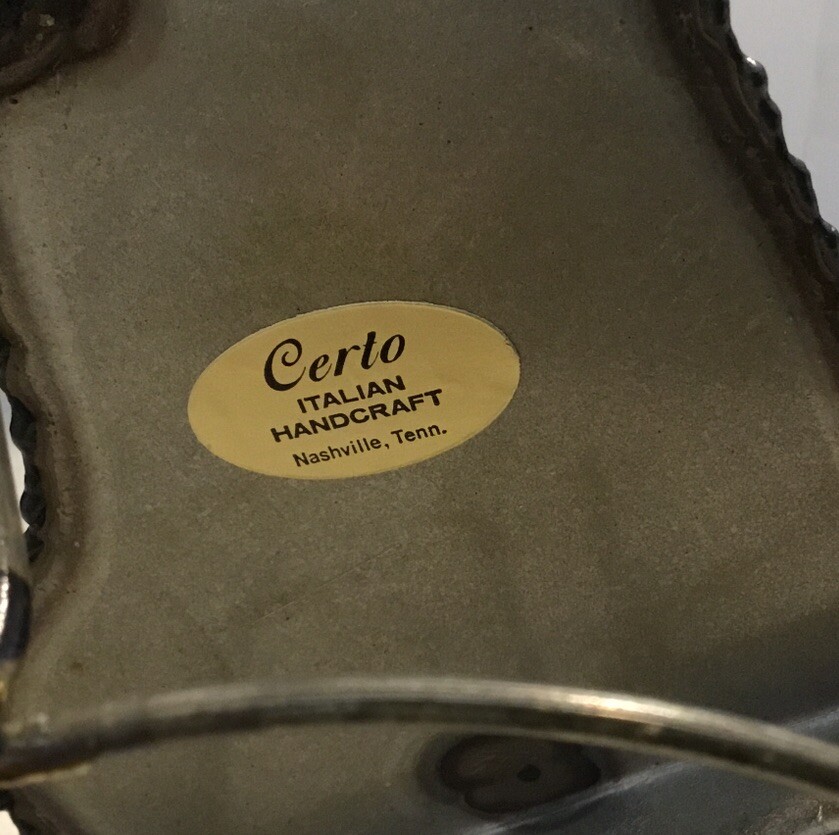 Certo
ITALIAN
HANDCRAFT
Nashville, Tenn.